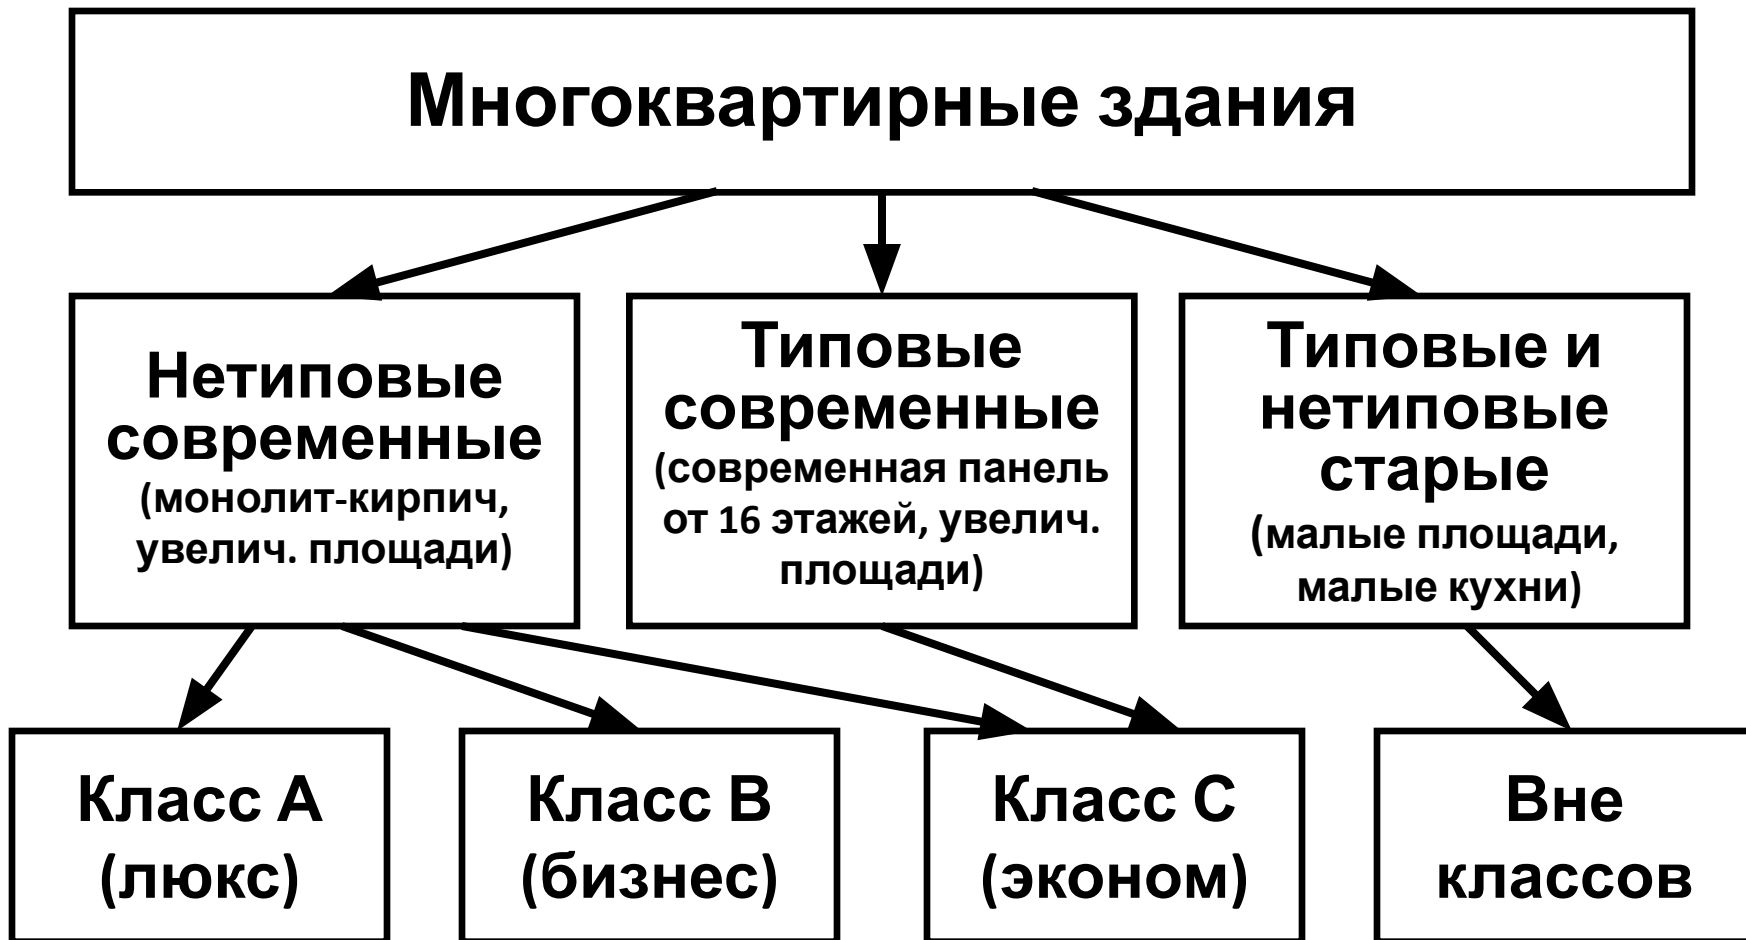 Многоквартирные здания
Нетиповые
современные
(монолит-кирпич,
увелич. площади)
Типовые
современные
(современная панель
от 16 этажей, увелич.
площади)
Типовые и
нетиповые
старые
(малые площади,
малые кухни)
Класс А
(люкс)
Класс В
(бизнес)
Класс С
(эконом)
Вне
классов